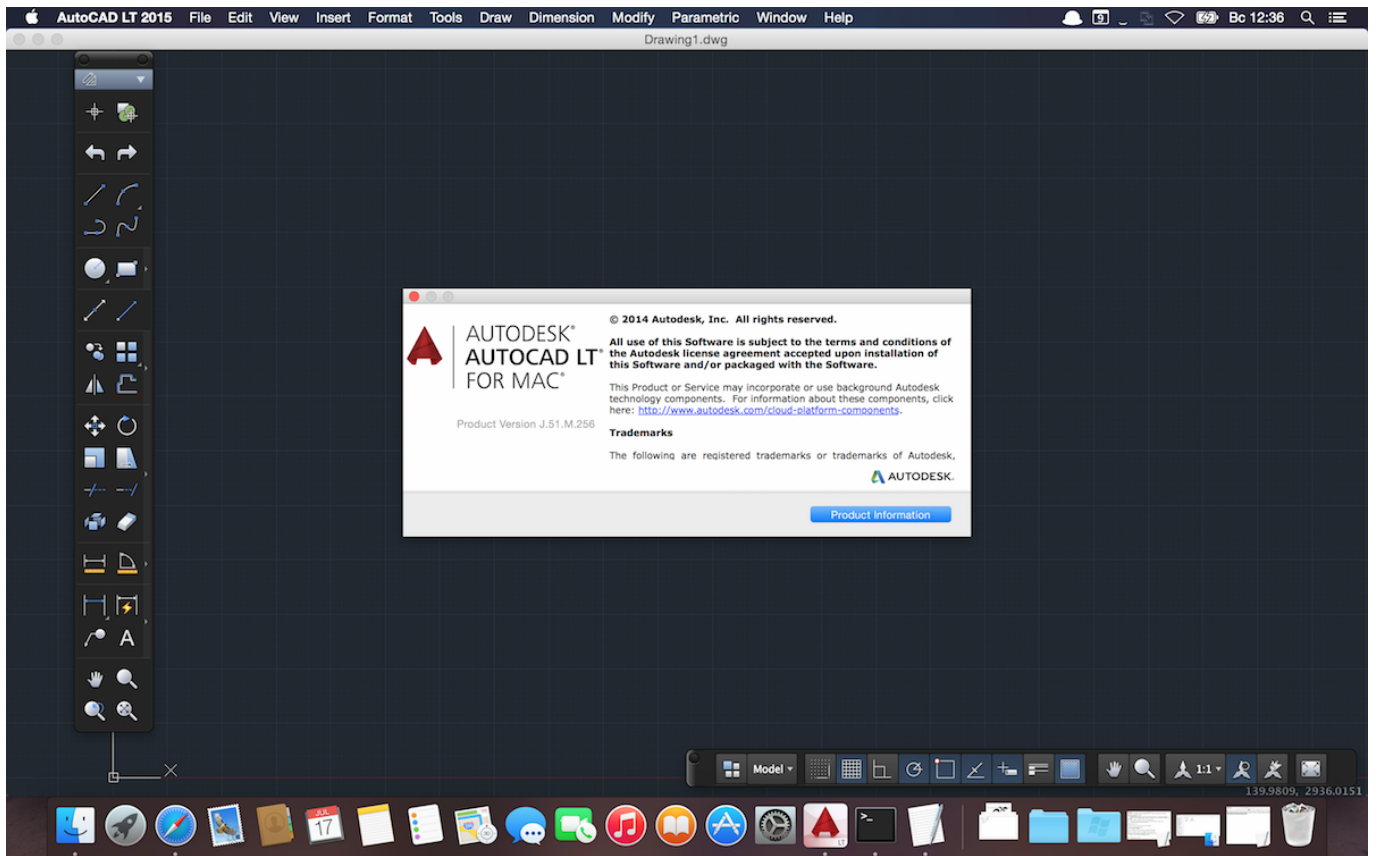 AutoCAD LT 2015 File Edit View Insert Format Tools Draw Dimension Modify Parametric Window Help 9 Вс 12:36
Drawing1.dwg
© 2014 Autodesk, Inc. All rights reserved.
All use of this Software is subject to the terms and conditions of
the Autodesk license agreement accepted upon installation of
this Software and/or packaged with the Software.
This Product or Service may incorporate or use background Autodesk
technology components. For information about these components, click
here: http://www.autodesk.com/cloud-platform-components.
Trademarks
The following are registered trademarks or trademarks of Autodesk,
AUTODESK®
AUTOCAD LT®
FOR MAC®
Product Version J.51.M.256
AUTODESK.
Product Information
A
Model
1:1
139.9809, 2936.0151
JUL
17
LT
>_